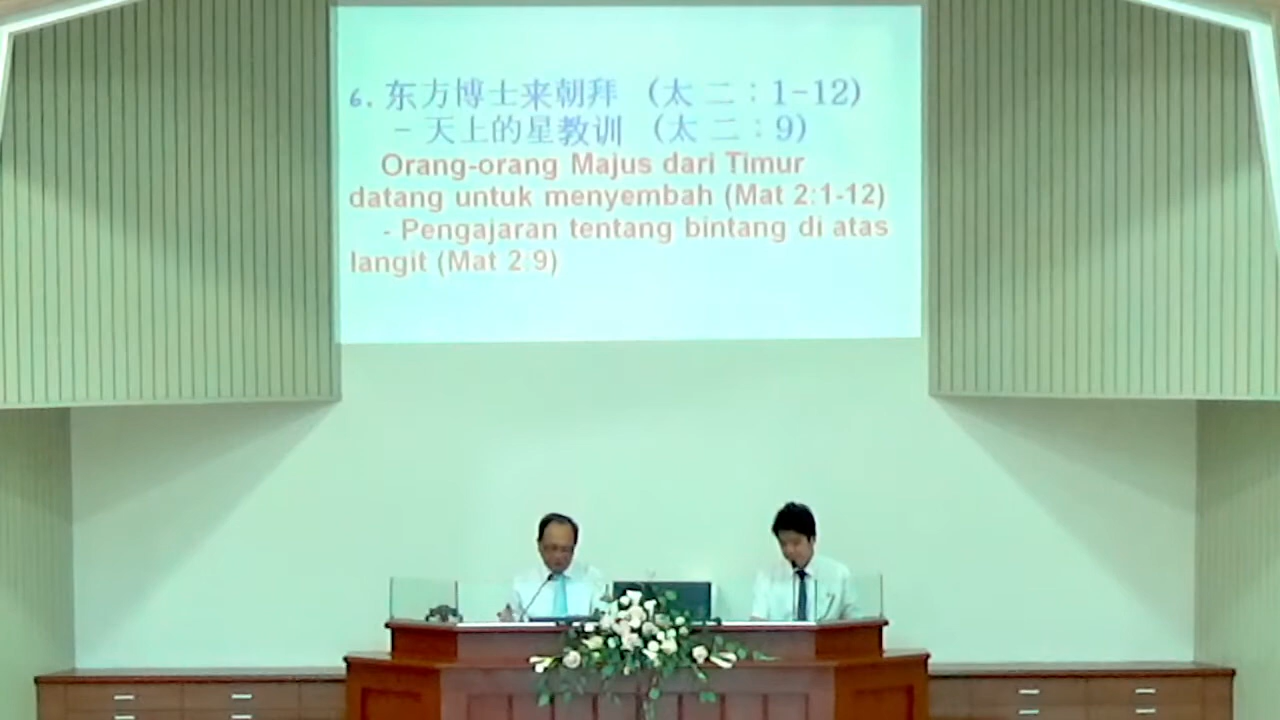 6. 东方博士来朝拜 (太 二：1-12)
- 天上的星教训 (太 二：9)
Orang-orang Majus dari Timur
datang untuk menyembah (Mat 2:1-12)
- Pengajaran tentang bintang di atas
langit (Mat 2:9)